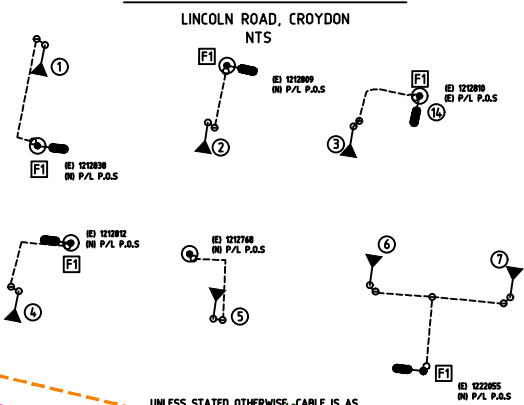 LINCOLN ROAD, CROYDON
NTS
1
F1
(E) 1212838
(N) P/L P.O.S
F1
(E) 1212809
(N) P/L P.O.S
2
F1
(E) 1212810
(E) P/L P.O.S
14
3
(E) 1212812
(N) P/L P.O.S
F1
4
(E) 1212768
(N) P/L P.O.S
5
6
7
F1
(E) 1222055
(N) P/L P.O.S
UNLESS STATED OTHERWISE, CABLE IS AS